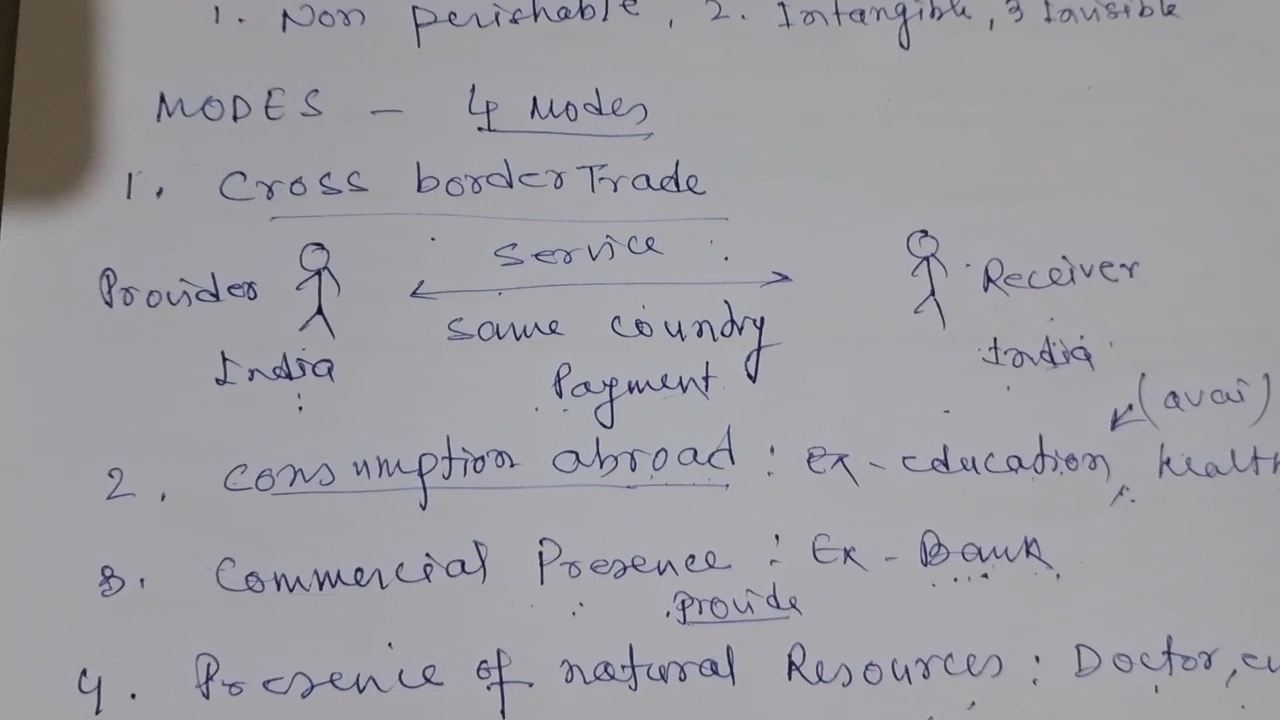 1. Non perishable, 2. Intangible, 3 Invisible
MODES - 4 Modes
1. Cross border Trade
Provider Service Receiver
India same coundry India
Payment
(avai)
2. Consumption abroad : ex - education, health
3. Commercial Presence : Ex - Bank
provide
4. Presence of natural Resources : Doctor,